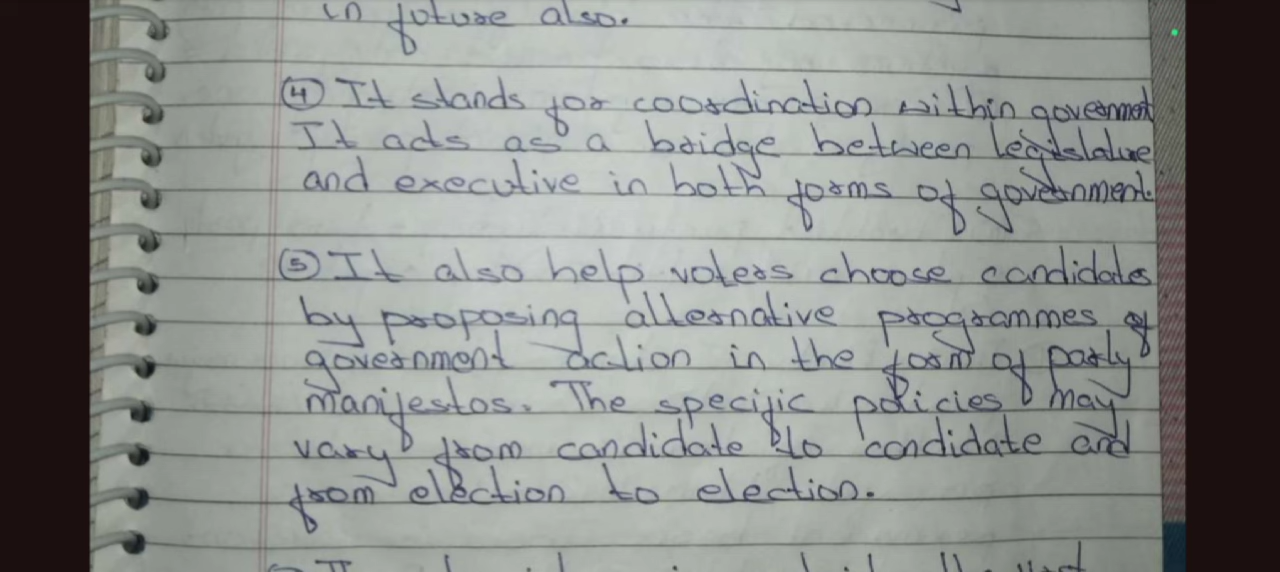 in future also.
④ It stands for coordination within government
It acts as a bridge between legislature
and executive in both forms of government.
⑤ It also help voters choose candidates
by proposing alternative programmes of
government action in the form of party
manifestos. The specific policies may
vary from candidate to candidate and
from election to election.